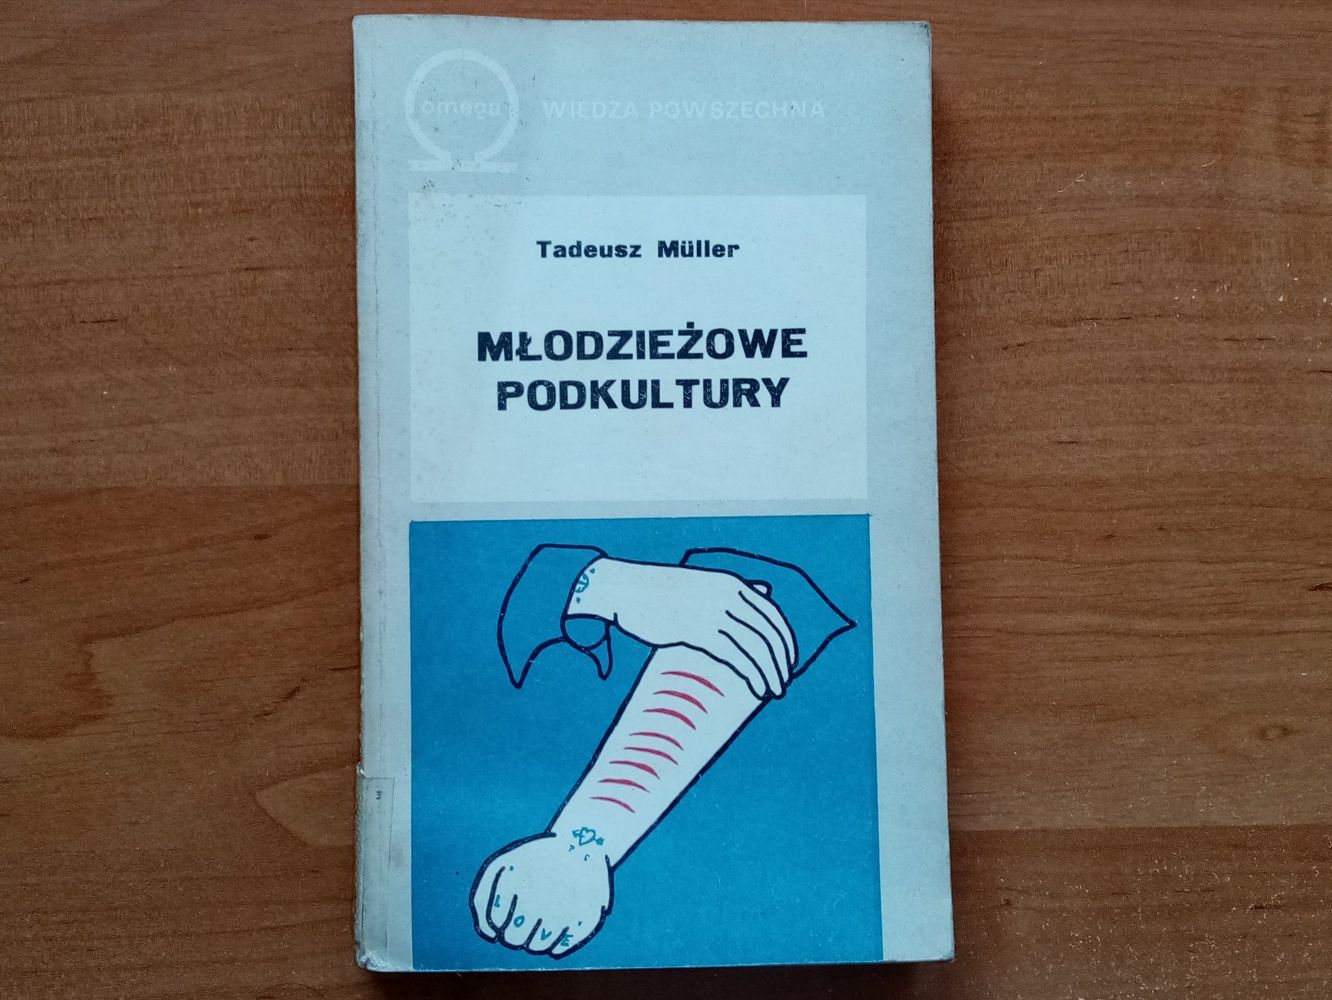 omega
WIEDZA POWSZECHNA
Tadeusz Müller
MŁODZIEŻOWE
PODKULTURY
LOVE